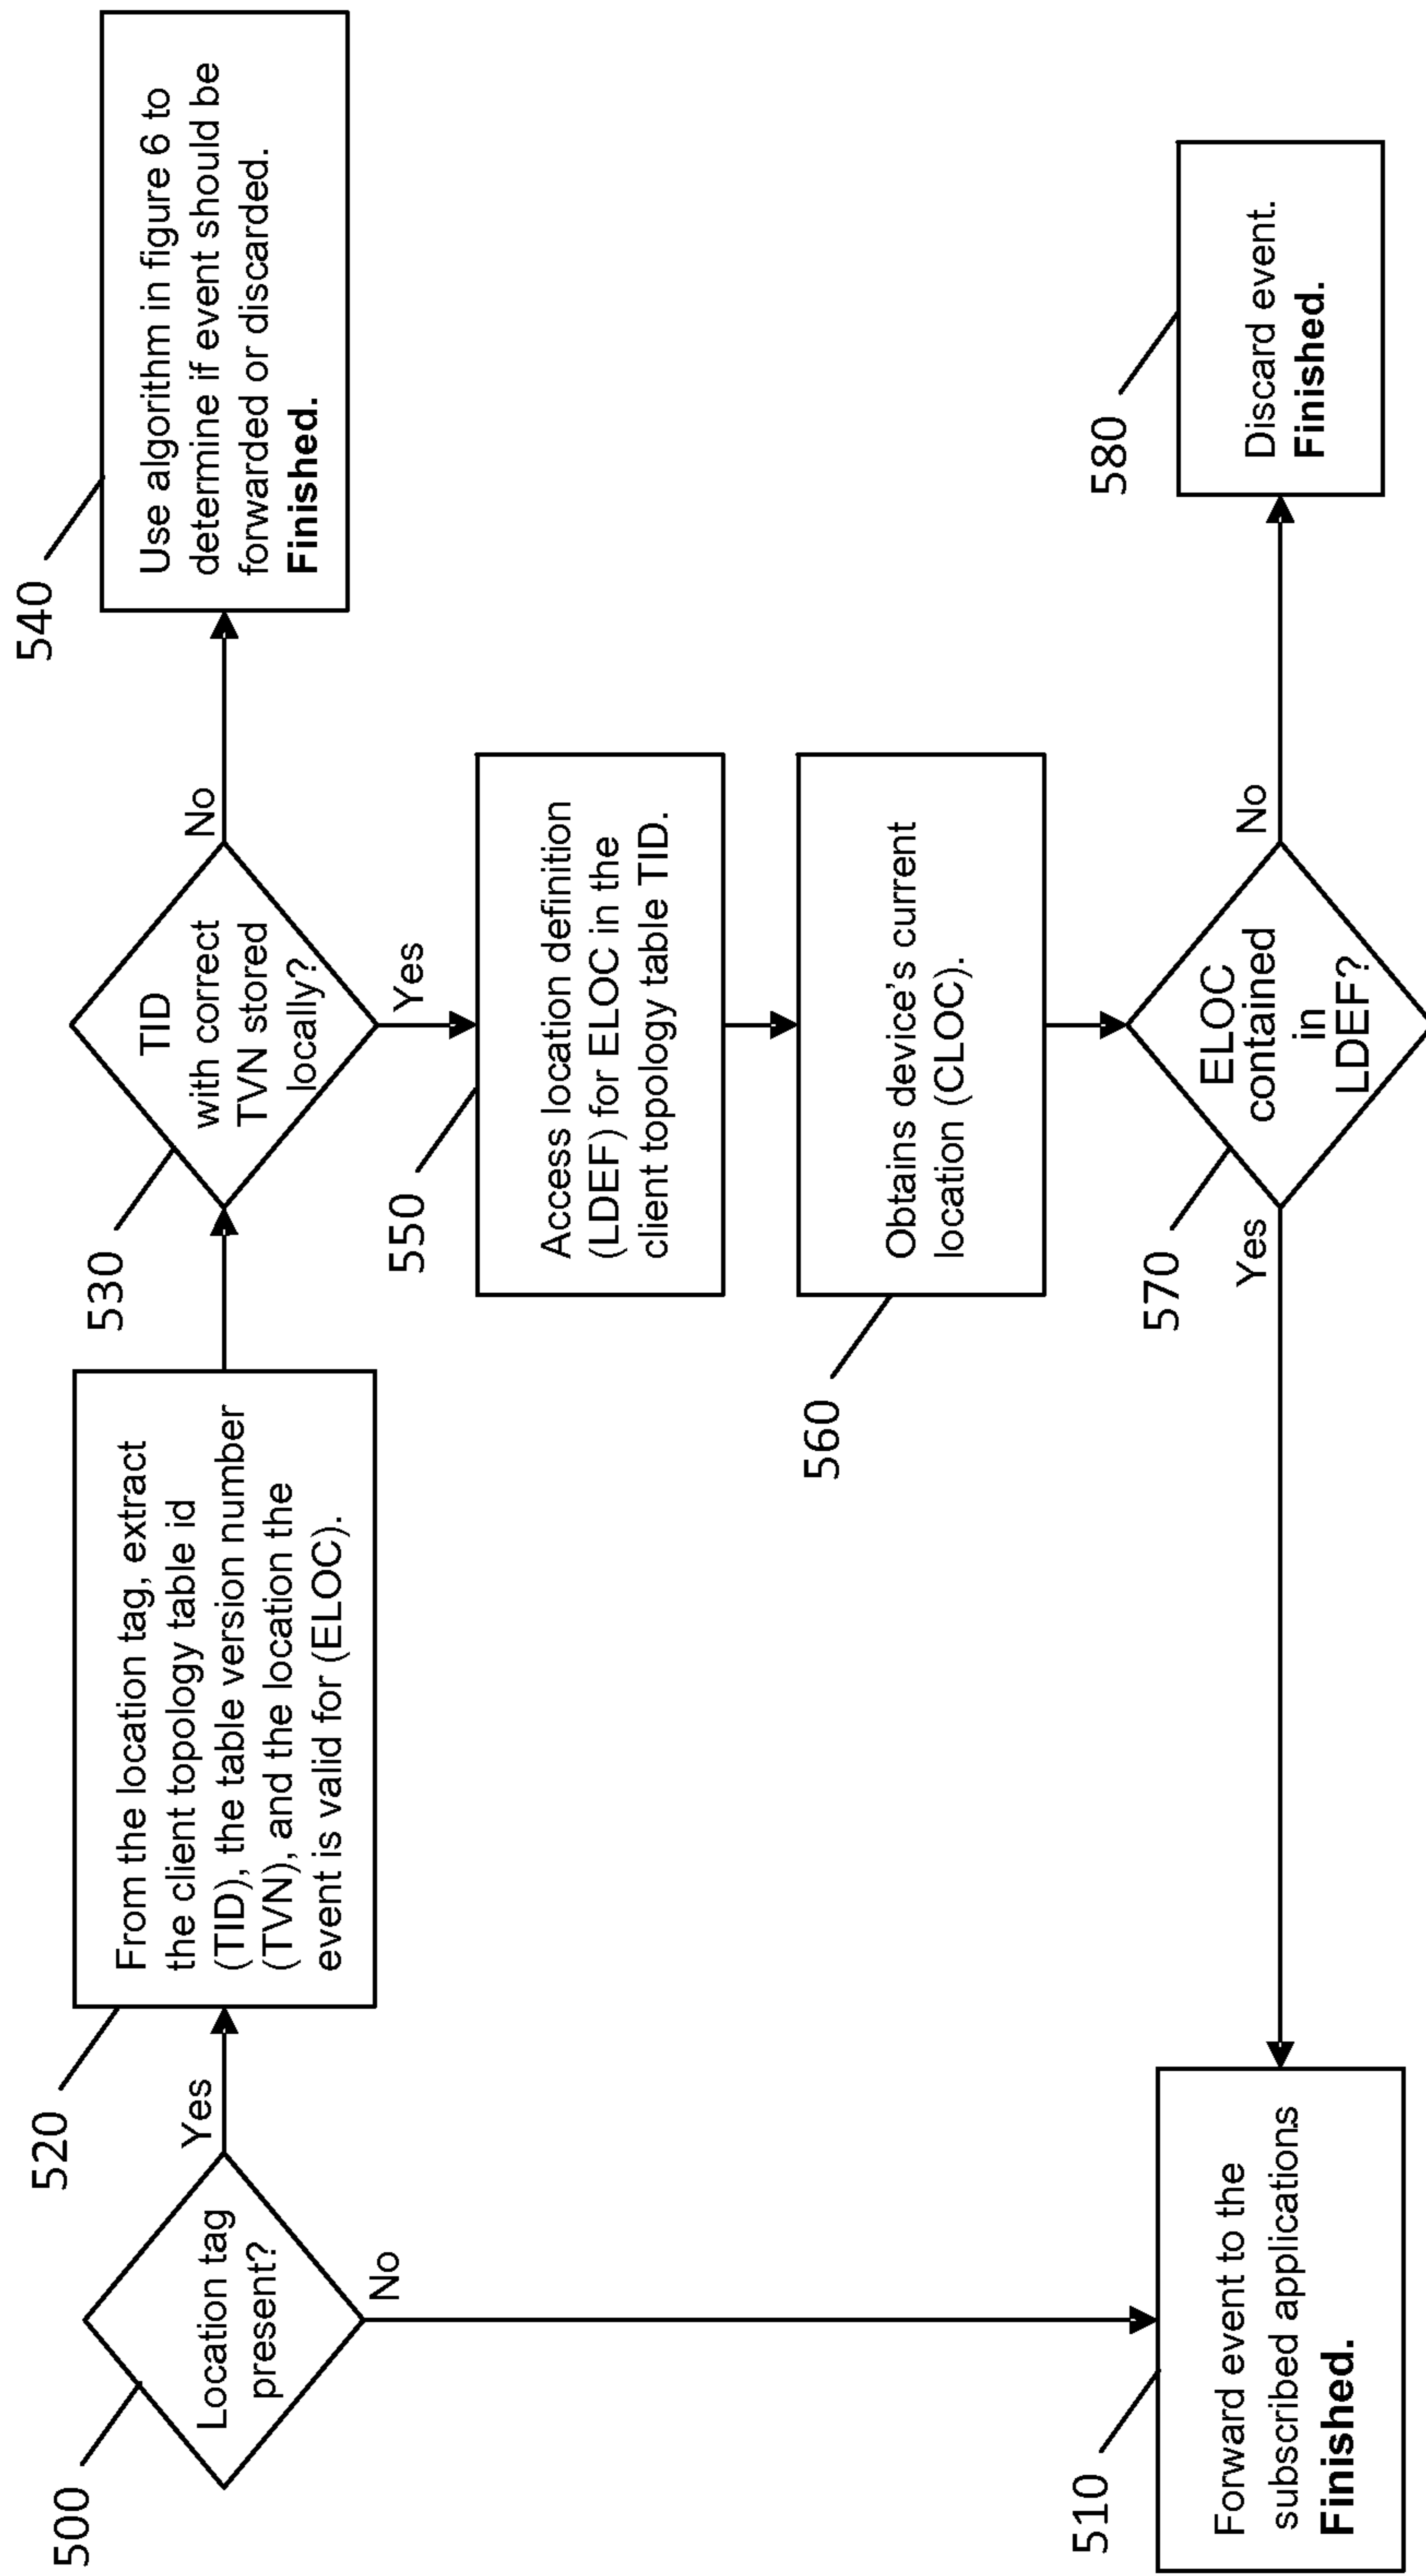 500
Location tag
present?
Yes
No
510
Forward event to the
subscribed applications
Finished.
520
From the location tag, extract
the client topology table id
(TID), the table version number
(TVN), and the location the
event is valid for (ELOC).
530
TID
with correct
TVN stored
locally?
No
Yes
540
Use algorithm in figure 6 to
determine if event should be
forwarded or discarded.
Finished.
550
Access location definition
(LDEF) for ELOC in the
client topology table TID.
560
Obtains device's current
location (CLOC).
570
ELOC
contained
in
LDEF?
Yes
No
580
Discard event.
Finished.